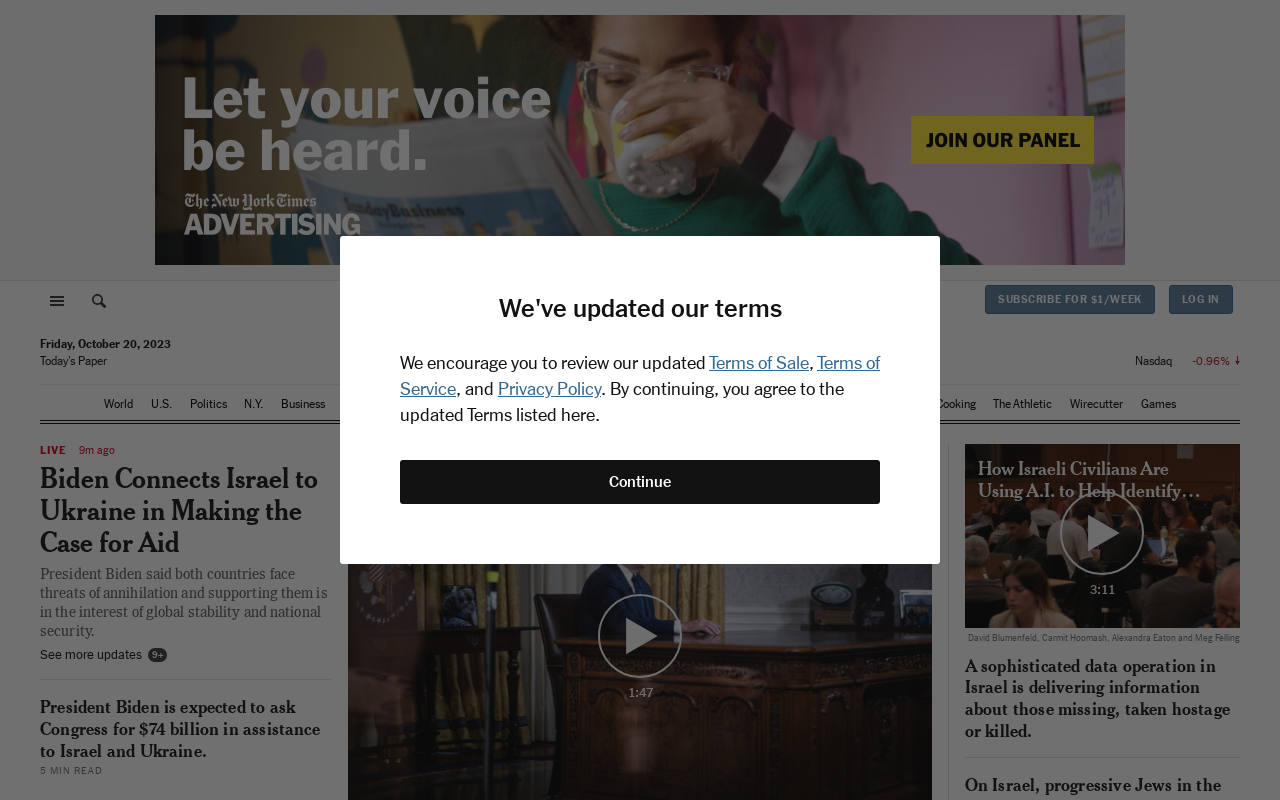 Let your voice
be heard.
The New York Times
ADVERTISING
SundayBusiness
JOIN OUR PANEL
SUBSCRIBE FOR $1/WEEK
LOG IN
Friday, October 20, 2023
Today's Paper
Nasdaq -0.96%
World U.S. Politics N.Y. Business
Cooking The Athletic Wirecutter Games
We've updated our terms
We encourage you to review our updated Terms of Sale, Terms of
Service, and Privacy Policy. By continuing, you agree to the
updated Terms listed here.
Continue
LIVE 9m ago
Biden Connects Israel to
Ukraine in Making the
Case for Aid
President Biden said both countries face
threats of annihilation and supporting them is
in the interest of global stability and national
security.
See more updates 9+
President Biden is expected to ask
Congress for $74 billion in assistance
to Israel and Ukraine.
5 MIN READ
1:47
How Israeli Civilians Are
Using A.I. to Help Identify…
3:11
David Blumenfeld, Carmit Hoomash, Alexandra Eaton and Meg Felling
A sophisticated data operation in
Israel is delivering information
about those missing, taken hostage
or killed.
On Israel, progressive Jews in the